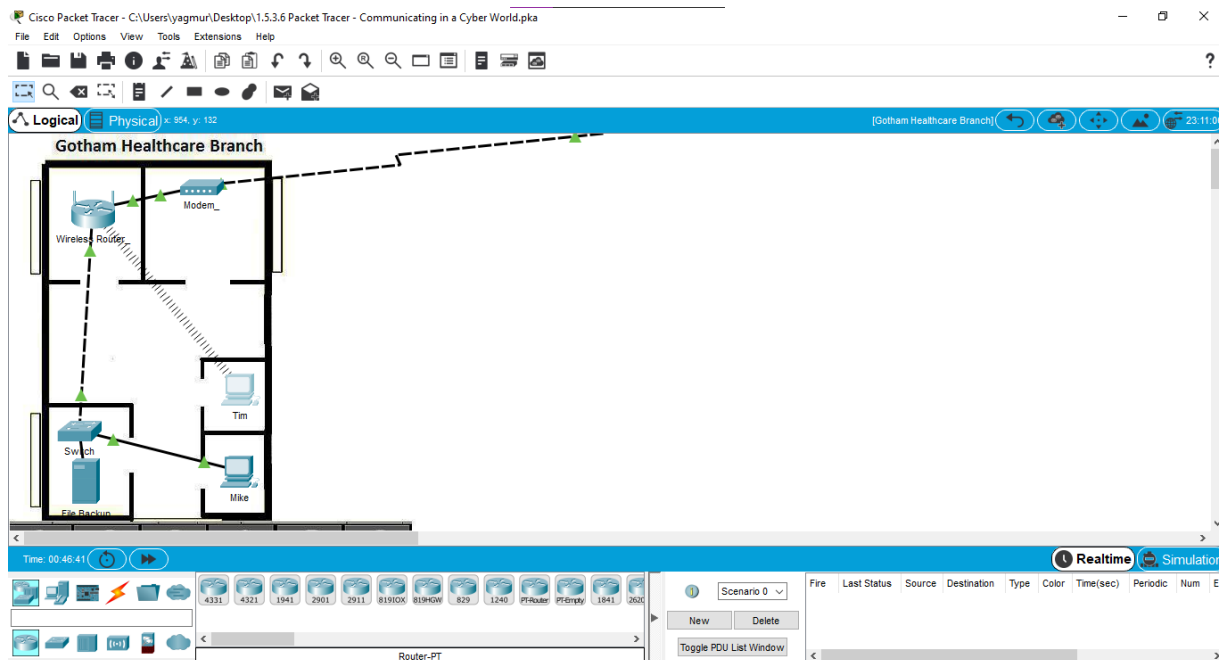 Cisco Packet Tracer - C:\Users\yagmur\Desktop\1.5.3.6 Packet Tracer - Communicating in a Cyber World.pka
File Edit Options View Tools Extensions Help
?
Logical Physical x: 954, y: 132 [Gotham Healthcare Branch] 23:11:0
Gotham Healthcare Branch
Modem_
Wireless Router_
Tim
Switch
Mike
File Backup
Time: 00:46:41 Realtime Simulation
4331 4321 1941 2901 2911 819IOX 819HGW 829 1240 PT-Router PT-Empty 1841 2620
Scenario 0
New Delete
Toggle PDU List Window
Fire Last Status Source Destination Type Color Time(sec) Periodic Num E
Router-PT